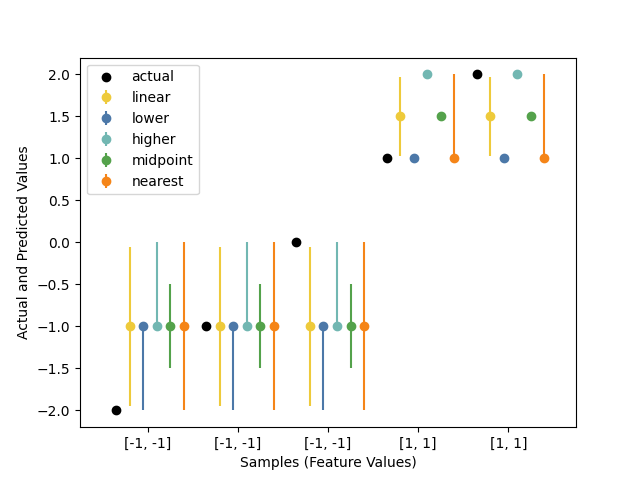 actual
linear
lower
higher
midpoint
nearest
2.0
1.5
1.0
0.5
0.0
−0.5
−1.0
−1.5
−2.0
Actual and Predicted Values
[-1, -1] [-1, -1] [-1, -1] [1, 1] [1, 1]
Samples (Feature Values)